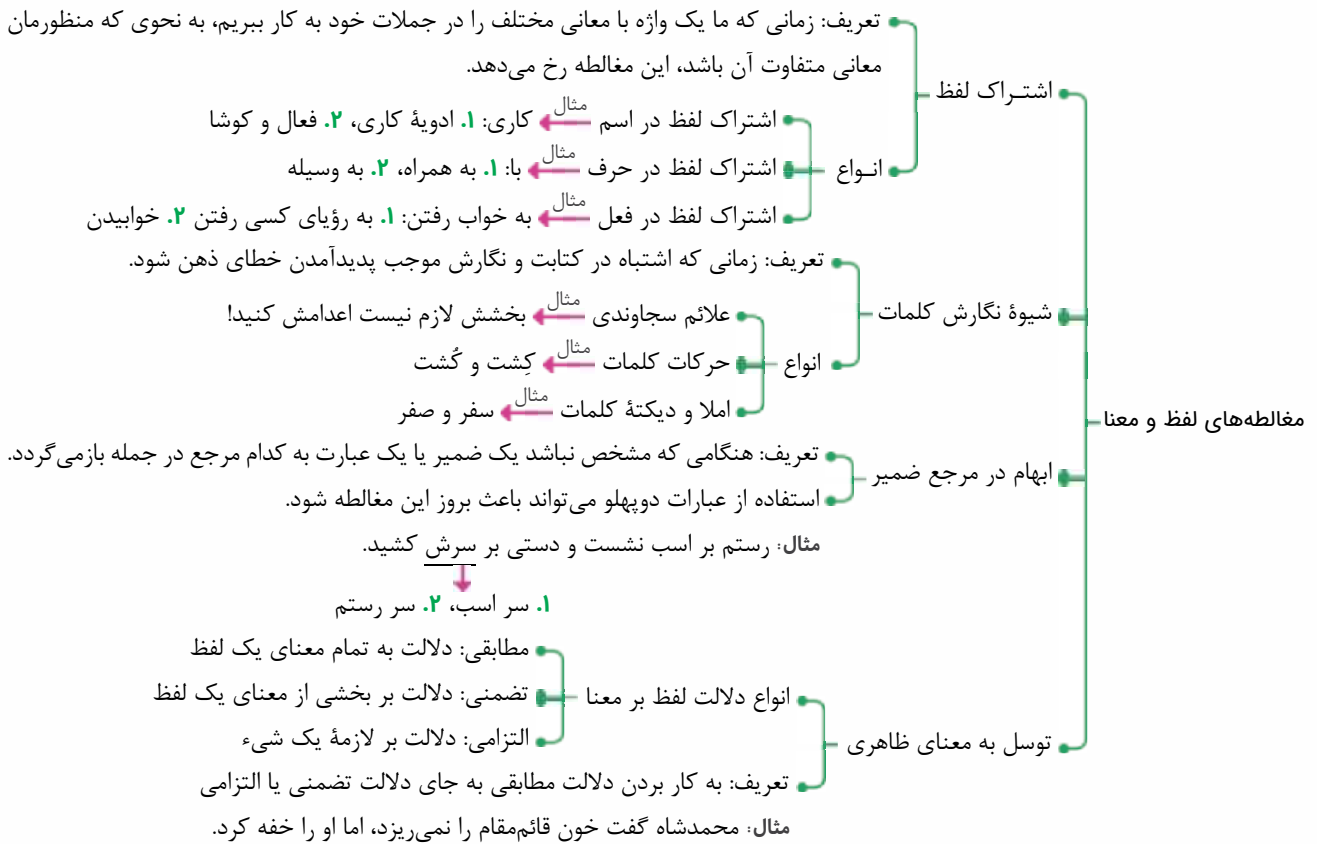 مغالطه‌های لفظ و معنا
اشتـراک لفظ
تعریف: زمانی که ما یک واژه با معانی مختلف را در جملات خود به کار ببریم، به نحوی که منظورمان
معانی متفاوت آن باشد، این مغالطه رخ می‌دهد.
انـواع
اشتراک لفظ در اسم مثال کاری: ۱. ادویهٔ کاری، ۲. فعال و کوشا
اشتراک لفظ در حرف مثال با: ۱. به همراه، ۲. به وسیله
اشتراک لفظ در فعل مثال به خواب رفتن: ۱. به رؤیای کسی رفتن ۲. خوابیدن
شیوهٔ نگارش کلمات
تعریف: زمانی که اشتباه در کتابت و نگارش موجب پدیدآمدن خطای ذهن شود.
انواع
علائم سجاوندی مثال بخشش لازم نیست اعدامش کنید!
حرکات کلمات مثال کِشت و کُشت
املا و دیکتهٔ کلمات مثال سفر و صفر
ابهام در مرجع ضمیر
تعریف: هنگامی که مشخص نباشد یک ضمیر یا یک عبارت به کدام مرجع در جمله بازمی‌گردد.
استفاده از عبارات دوپهلو می‌تواند باعث بروز این مغالطه شود.
مثال: رستم بر اسب نشست و دستی بر سرش کشید.
۱. سر اسب، ۲. سر رستم
توسل به معنای ظاهری
انواع دلالت لفظ بر معنا
مطابقی: دلالت به تمام معنای یک لفظ
تضمنی: دلالت بر بخشی از معنای یک لفظ
التزامی: دلالت بر لازمهٔ یک شیء
تعریف: به کار بردن دلالت مطابقی به جای دلالت تضمنی یا التزامی
مثال: محمدشاه گفت خون قائم‌مقام را نمی‌ریزد، اما او را خفه کرد.